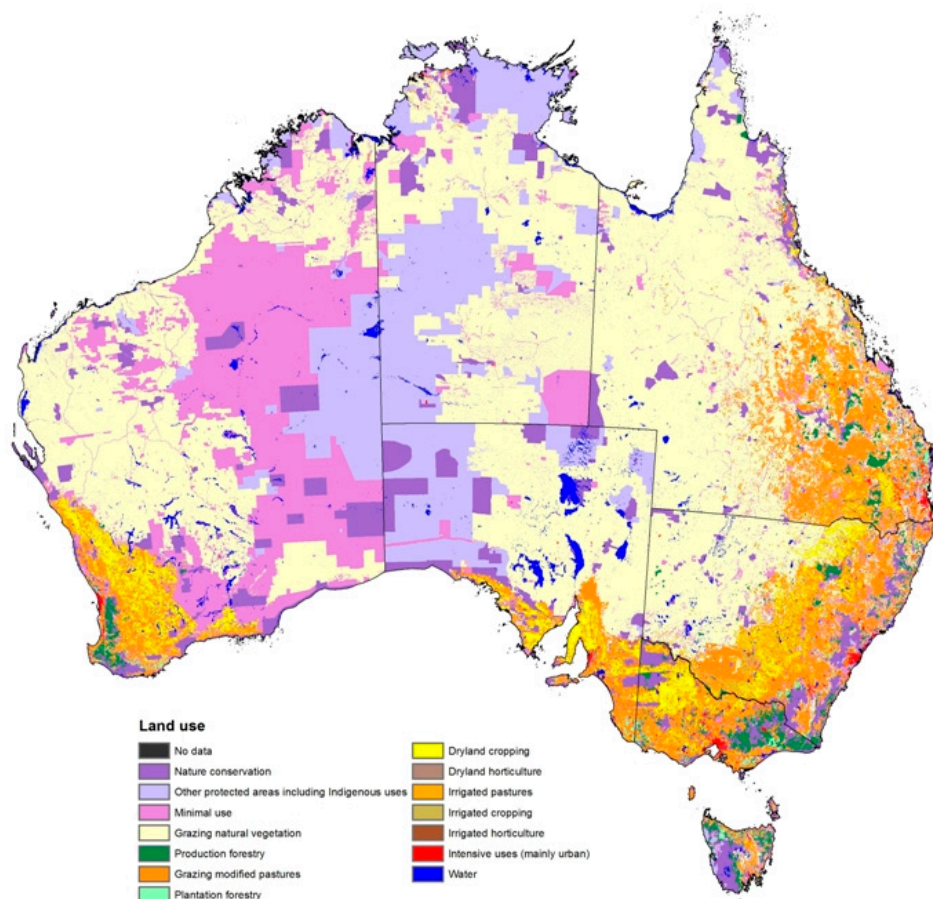 Land use
No data
Nature conservation
Other protected areas including Indigenous uses
Minimal use
Grazing natural vegetation
Production forestry
Grazing modified pastures
Plantation forestry
Dryland cropping
Dryland horticulture
Irrigated pastures
Irrigated cropping
Irrigated horticulture
Intensive uses (mainly urban)
Water